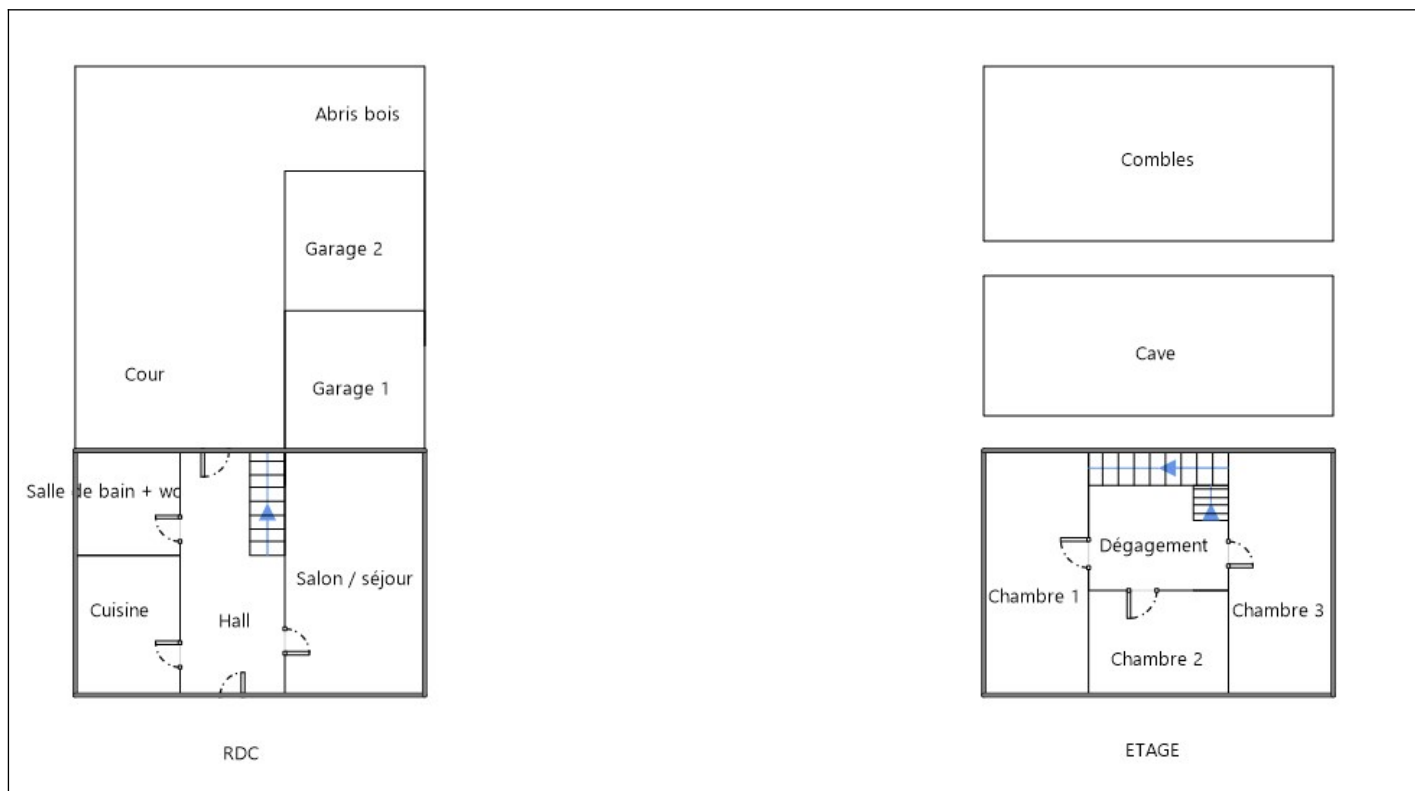 Abris bois
Garage 2
Cour
Garage 1
Salle de bain + wc
Salon / séjour
Cuisine
Hall
RDC
Combles
Cave
Dégagement
Chambre 1
Chambre 3
Chambre 2
ETAGE